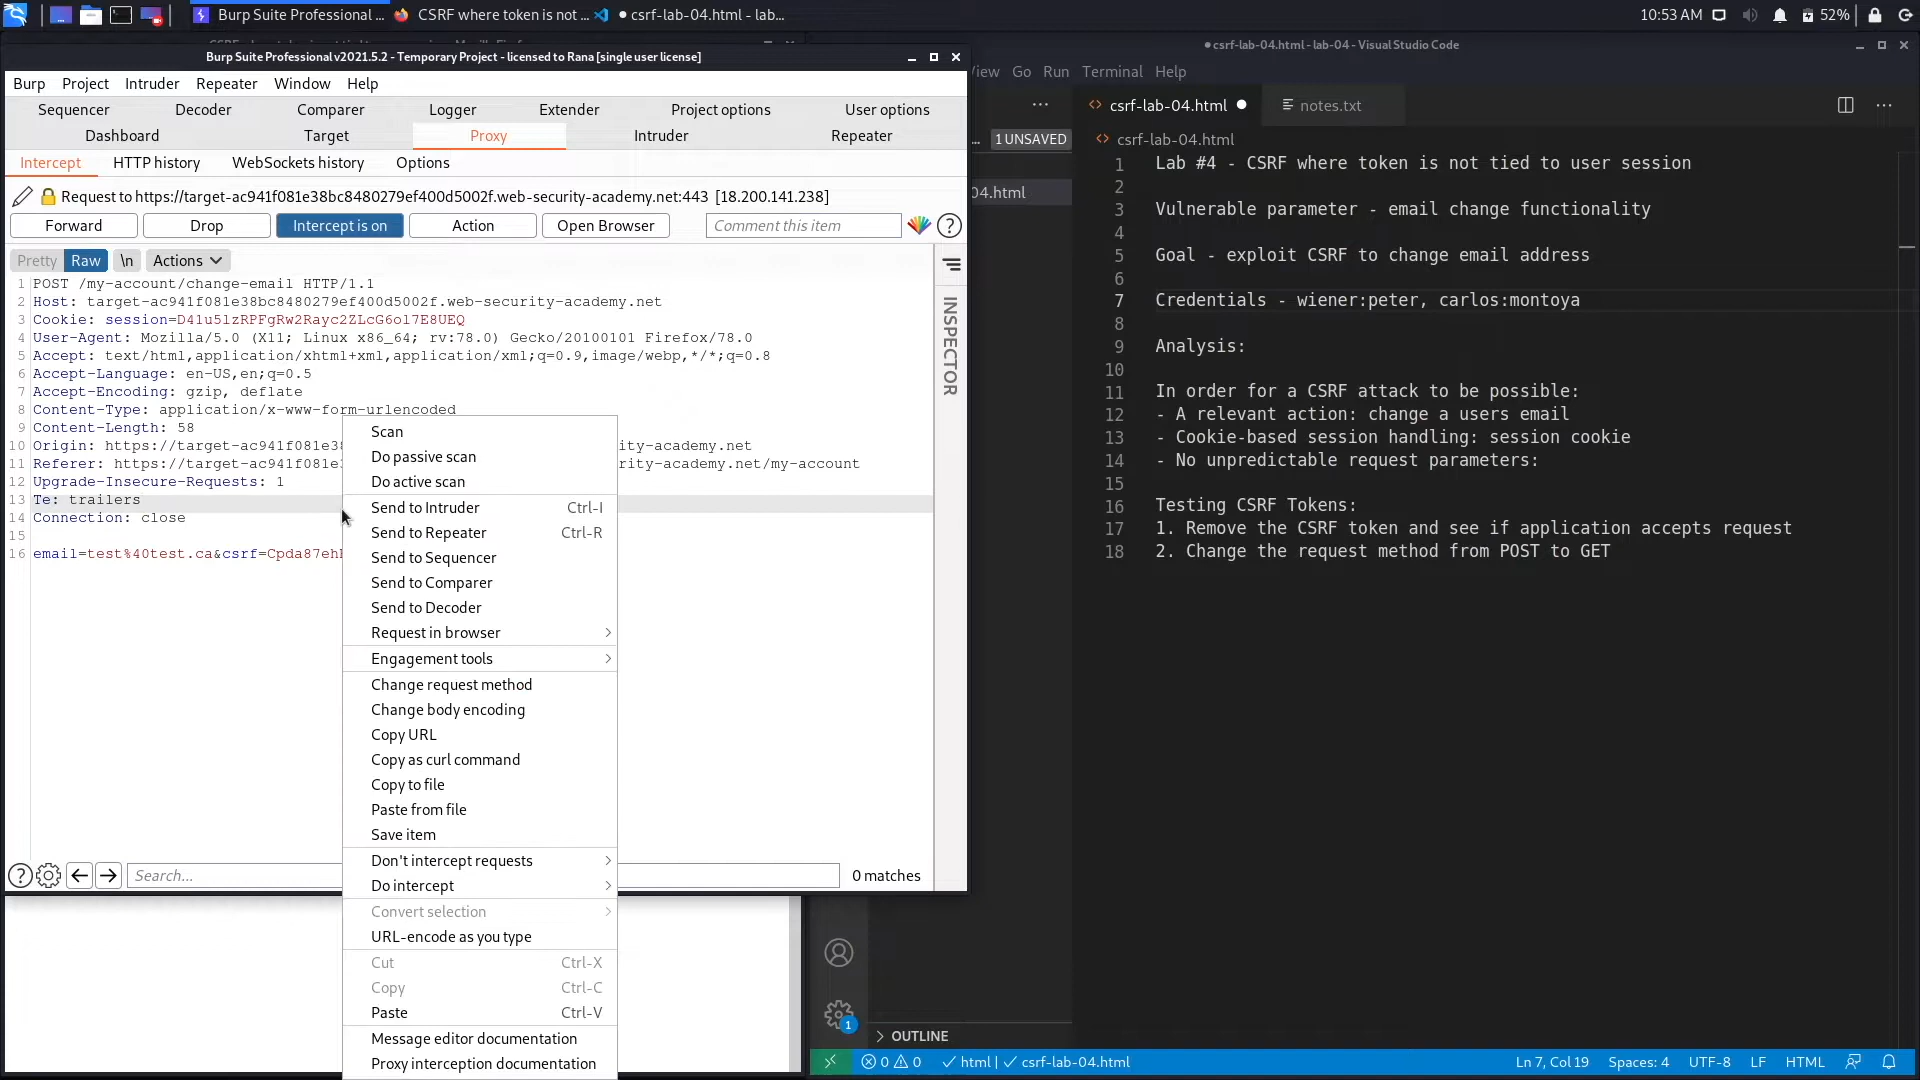 Burp Suite Professional ...
CSRF where token is not ...
● csrf-lab-04.html - lab...
10:53 AM
52%
Burp Suite Professional v2021.5.2 - Temporary Project - licensed to Rana [single user license]
Burp Project Intruder Repeater Window Help
Sequencer Decoder Comparer Logger Extender Project options User options
Dashboard Target Proxy Intruder Repeater
Intercept HTTP history WebSockets history Options
Request to https://target-ac941f081e38bc8480279ef400d5002f.web-security-academy.net:443 [18.200.141.238]
Forward Drop Intercept is on Action Open Browser Comment this item ?
Pretty Raw \n Actions
INSPECTOR
1 POST /my-account/change-email HTTP/1.1
2 Host: target-ac941f081e38bc8480279ef400d5002f.web-security-academy.net
3 Cookie: session=D41u5lzRPFgRw2Rayc2ZLcG6ol7E8UEQ
4 User-Agent: Mozilla/5.0 (X11; Linux x86_64; rv:78.0) Gecko/20100101 Firefox/78.0
5 Accept: text/html,application/xhtml+xml,application/xml;q=0.9,image/webp,*/*;q=0.8
6 Accept-Language: en-US,en;q=0.5
7 Accept-Encoding: gzip, deflate
8 Content-Type: application/x-www-form-urlencoded
9 Content-Length: 58
10 Origin: https://target-ac941f081e3 ity-academy.net
11 Referer: https://target-ac941f081e3 rity-academy.net/my-account
12 Upgrade-Insecure-Requests: 1
13 Te: trailers
14 Connection: close
15
16 email=test%40test.ca&csrf=Cpda87eh
Scan
Do passive scan
Do active scan
Send to Intruder Ctrl-I
Send to Repeater Ctrl-R
Send to Sequencer
Send to Comparer
Send to Decoder
Request in browser
Engagement tools
Change request method
Change body encoding
Copy URL
Copy as curl command
Copy to file
Paste from file
Save item
Don't intercept requests
Do intercept
Convert selection
URL-encode as you type
Cut Ctrl-X
Copy Ctrl-C
Paste Ctrl-V
Message editor documentation
Proxy interception documentation
? Search... 0 matches
● csrf-lab-04.html - lab-04 - Visual Studio Code
View Go Run Terminal Help
... csrf-lab-04.html ● notes.txt ...
... 1 UNSAVED
04.html
csrf-lab-04.html
1 Lab #4 - CSRF where token is not tied to user session
2
3 Vulnerable parameter - email change functionality
4
5 Goal - exploit CSRF to change email address
6
7 Credentials - wiener:peter, carlos:montoya
8
9 Analysis:
10
11 In order for a CSRF attack to be possible:
12 - A relevant action: change a users email
13 - Cookie-based session handling: session cookie
14 - No unpredictable request parameters:
15
16 Testing CSRF Tokens:
17 1. Remove the CSRF token and see if application accepts request
18 2. Change the request method from POST to GET
1
OUTLINE
0 0 html | csrf-lab-04.html Ln 7, Col 19 Spaces: 4 UTF-8 LF HTML